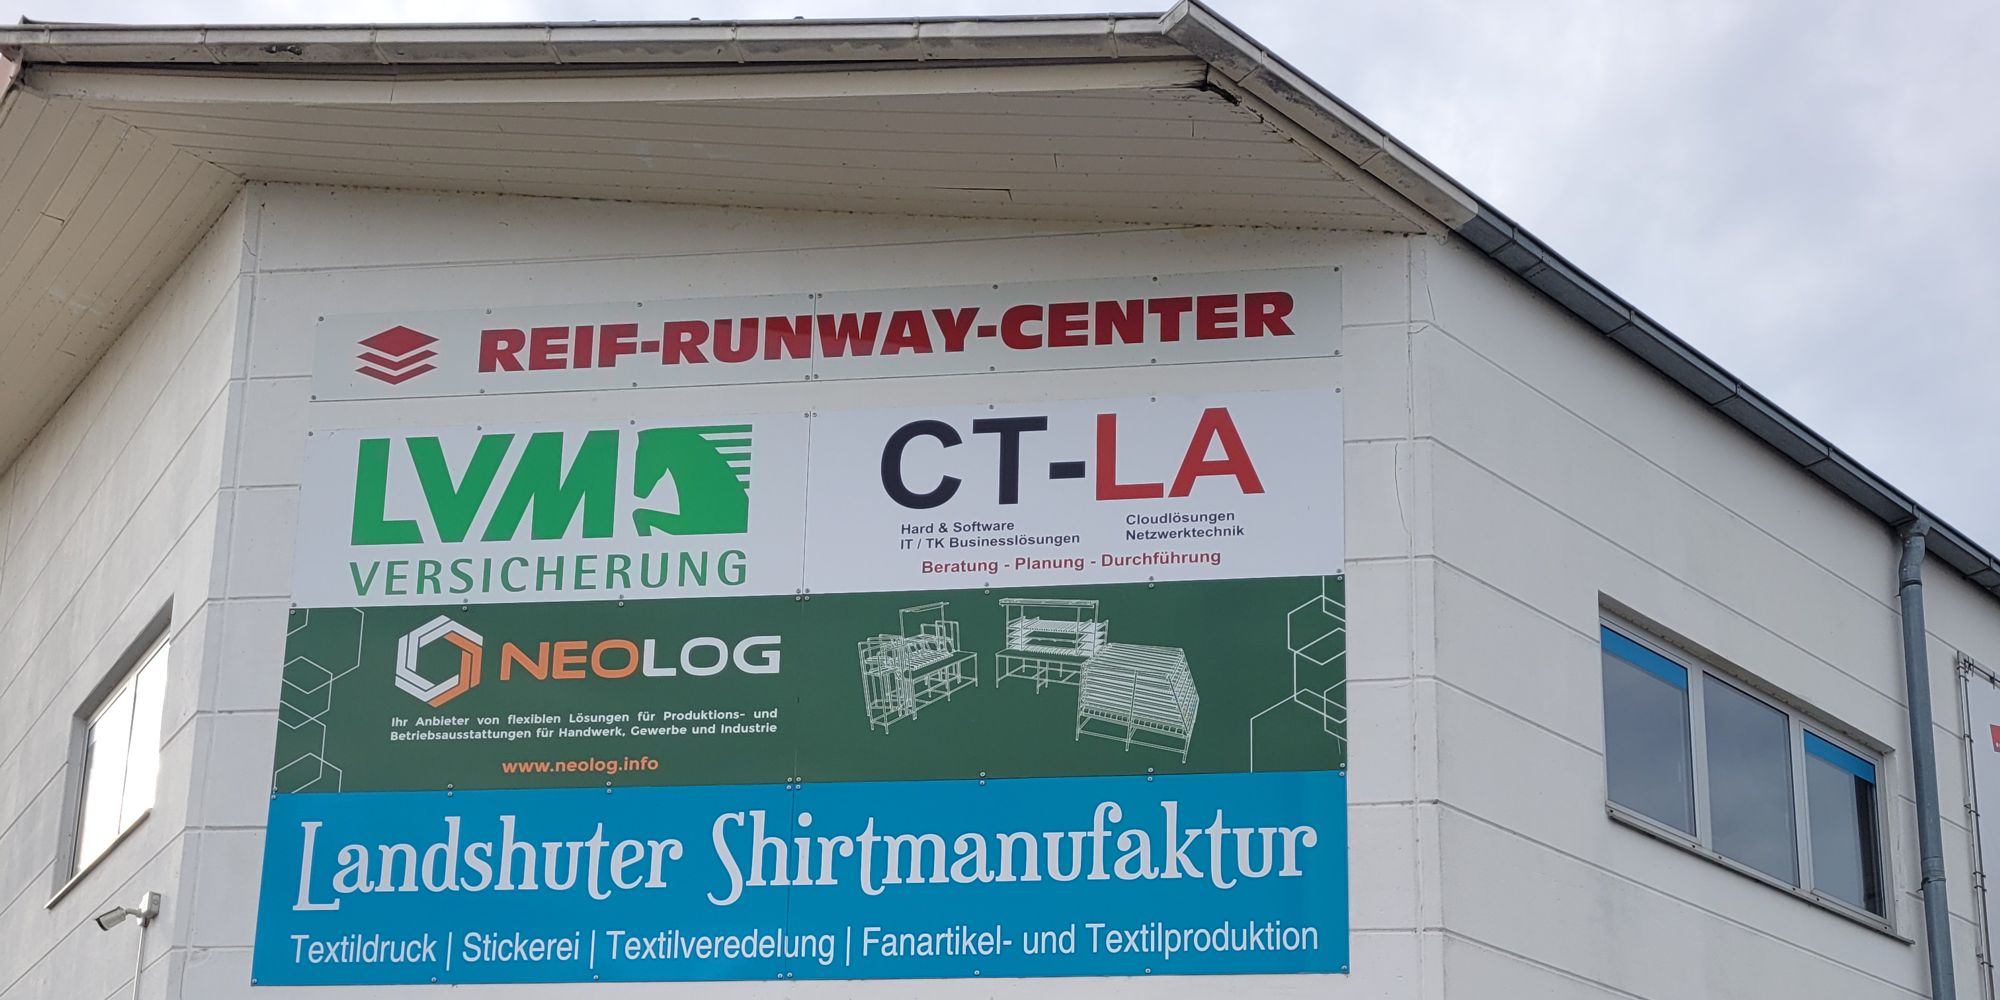 REIF-RUNWAY-CENTER
LVM
VERSICHERUNG
CT-LA
Hard & Software
IT / TK Businesslösungen
Cloudlösungen
Netzwerktechnik
Beratung - Planung - Durchführung
NEOLOG
Ihr Anbieter von flexiblen Lösungen für Produktions- und
Betriebsausstattungen für Handwerk, Gewerbe und Industrie
www.neolog.info
Landshuter Shirtmanufaktur
Textildruck | Stickerei | Textilveredelung | Fanartikel- und Textilproduktion